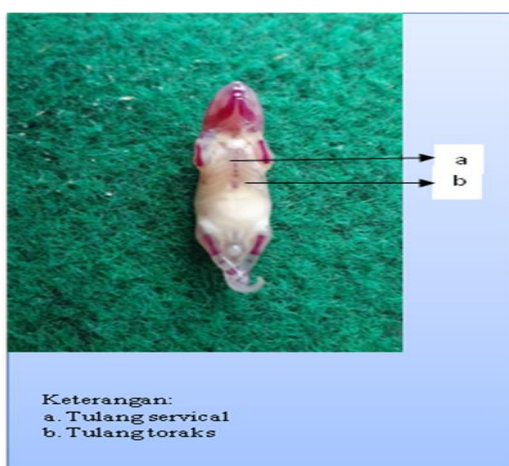 a
b
Keterangan:
a. Tulang servical
b. Tulang toraks